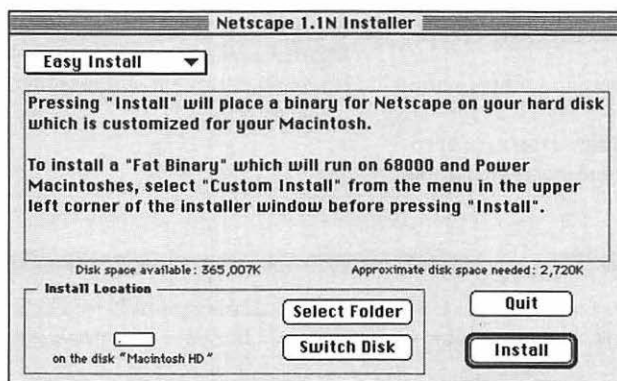 Netscape 1.1N Installer
Easy Install
Pressing "Install" will place a binary for Netscape on your hard disk
which is customized for your Macintosh.
To install a "Fat Binary" which will run on 68000 and Power
Macintoshes, select "Custom Install" from the menu in the upper
left corner of the installer window before pressing "Install".
Disk space available: 365,007K Approximate disk space needed: 2,720K
Install Location
Select Folder
Quit
on the disk "Macintosh HD"
Switch Disk
Install